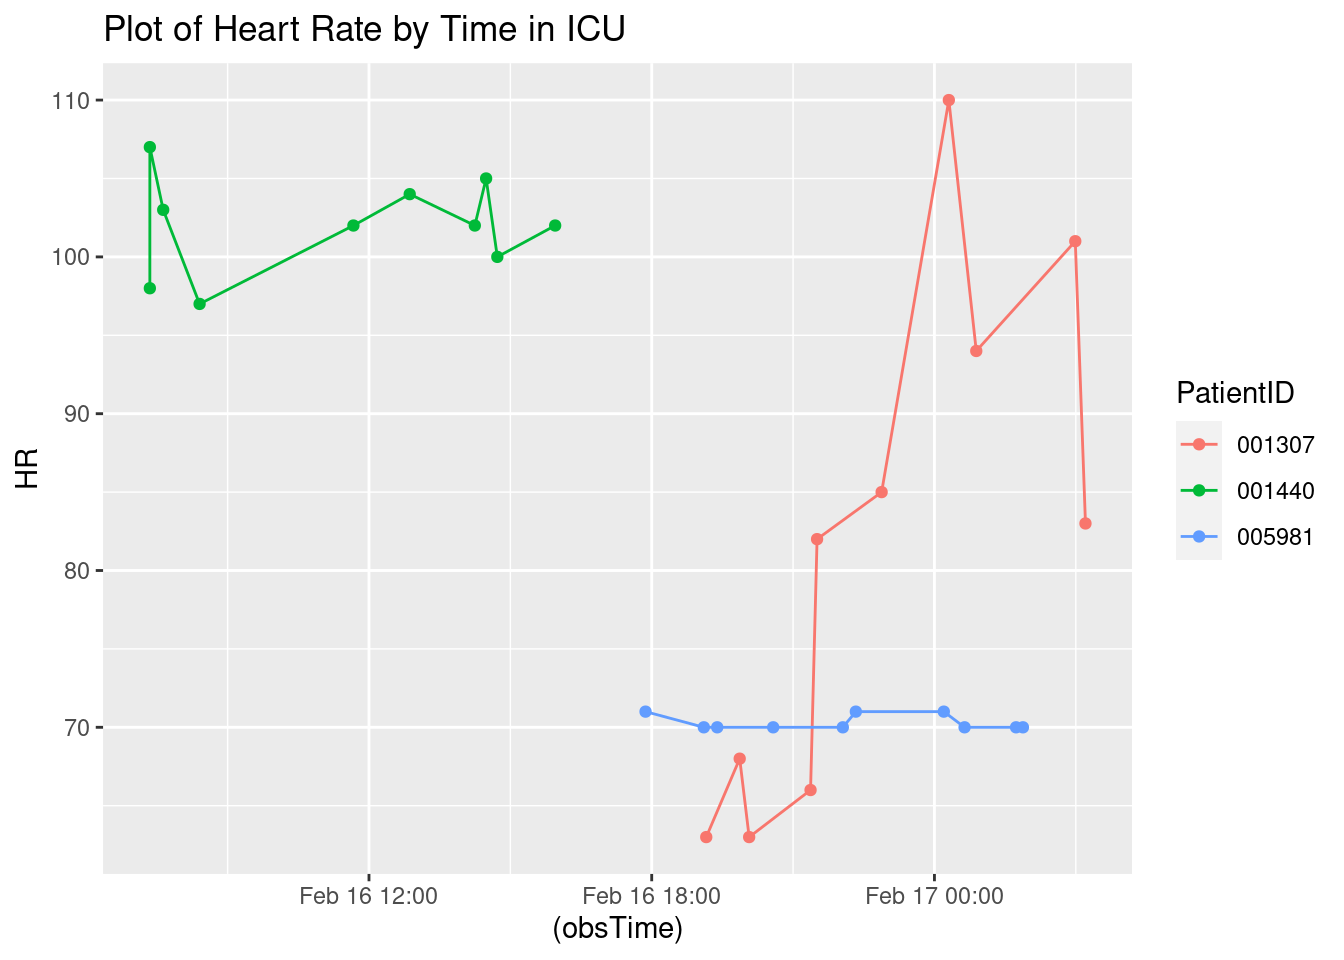 Plot of Heart Rate by Time in ICU
110
100
90
80
70
HR
Feb 16 12:00 Feb 16 18:00 Feb 17 00:00
(obsTime)
PatientID
001307
001440
005981